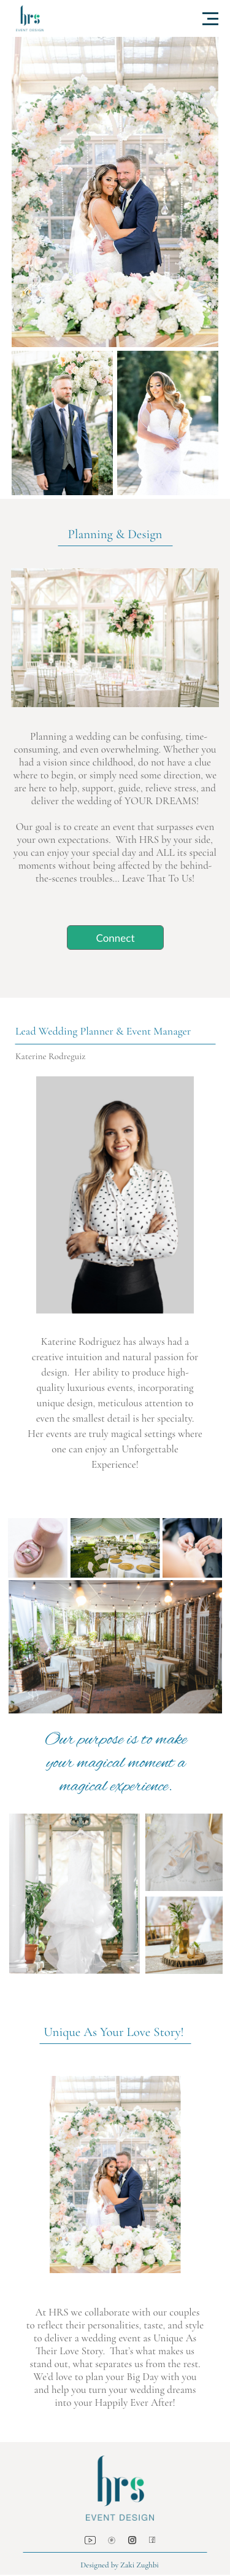 hrs
EVENT DESIGN
Planning & Design
Planning a wedding can be confusing, time-
consuming, and even overwhelming. Whether you
had a vision since childhood, do not have a clue
where to begin, or simply need some direction, we
are here to help, support, guide, relieve stress, and
deliver the wedding of YOUR DREAMS!
Our goal is to create an event that surpasses even
your own expectations. With HRS by your side,
you can enjoy your special day and ALL its special
moments without being affected by the behind-
the-scenes troubles... Leave That To Us!
Connect
Lead Wedding Planner & Event Manager
Katerine Rodreguiz
Katerine Rodriguez has always had a
creative intuition and natural passion for
design. Her ability to produce high-
quality luxurious events, incorporating
unique design, meticulous attention to
even the smallest detail is her specialty.
Her events are truly magical settings where
one can enjoy an Unforgettable
Experience!
Our purpose is to make
your magical moment a
magical experience.
Unique As Your Love Story!
At HRS we collaborate with our couples
to reflect their personalities, taste, and style
to deliver a wedding event as Unique As
Their Love Story. That's what makes us
stand out, what separates us from the rest.
We'd love to plan your Big Day with you
and help you turn your wedding dreams
into your Happily Ever After!
hrs
EVENT DESIGN
Designed by Zaki Zughbi